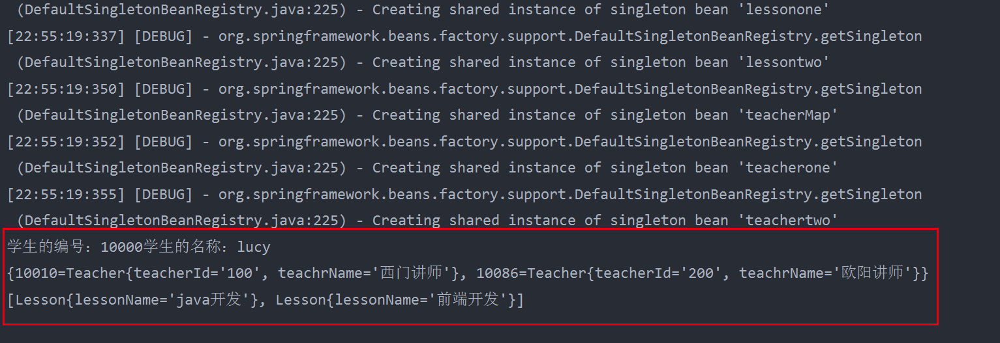 (DefaultSingletonBeanRegistry.java:225) - Creating shared instance of singleton bean 'lessonone'
[22:55:19:337] [DEBUG] - org.springframework.beans.factory.support.DefaultSingletonBeanRegistry.getSingleton
(DefaultSingletonBeanRegistry.java:225) - Creating shared instance of singleton bean 'lessontwo'
[22:55:19:350] [DEBUG] - org.springframework.beans.factory.support.DefaultSingletonBeanRegistry.getSingleton
(DefaultSingletonBeanRegistry.java:225) - Creating shared instance of singleton bean 'teacherMap'
[22:55:19:352] [DEBUG] - org.springframework.beans.factory.support.DefaultSingletonBeanRegistry.getSingleton
(DefaultSingletonBeanRegistry.java:225) - Creating shared instance of singleton bean 'teacherone'
[22:55:19:355] [DEBUG] - org.springframework.beans.factory.support.DefaultSingletonBeanRegistry.getSingleton
(DefaultSingletonBeanRegistry.java:225) - Creating shared instance of singleton bean 'teachertwo'
学生的编号：10000学生的名称：lucy
{10010=Teacher{teacherId='100', teachrName='西门讲师'}, 10086=Teacher{teacherId='200', teachrName='欧阳讲师'}}
[Lesson{lessonName='java开发'}, Lesson{lessonName='前端开发'}]